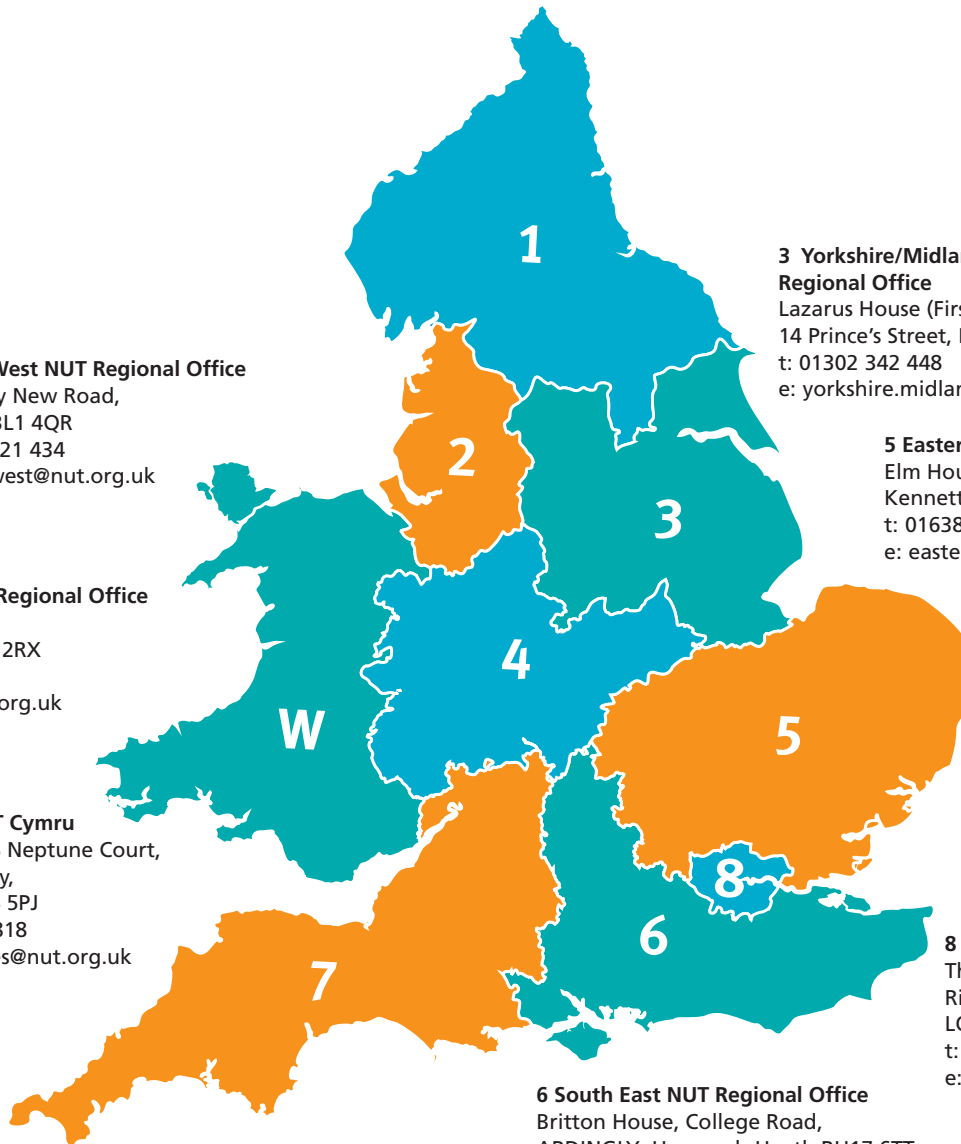 1
3 Yorkshire/Midla
Regional Office
Lazarus House (Firs
14 Prince's Street,
t: 01302 342 448
e: yorkshire.midla
West NUT Regional Office
y New Road,
BL1 4QR
21 434
west@nut.org.uk
2
5 Easter
Elm Hou
Kennett
t: 01638
e: easte
3
Regional Office
2RX
org.uk
4
W
5
T Cymru
Neptune Court,
y,
5PJ
318
es@nut.org.uk
8
6
7
8
Th
Ri
LO
t:
e:
6 South East NUT Regional Office
Britton House, College Road,